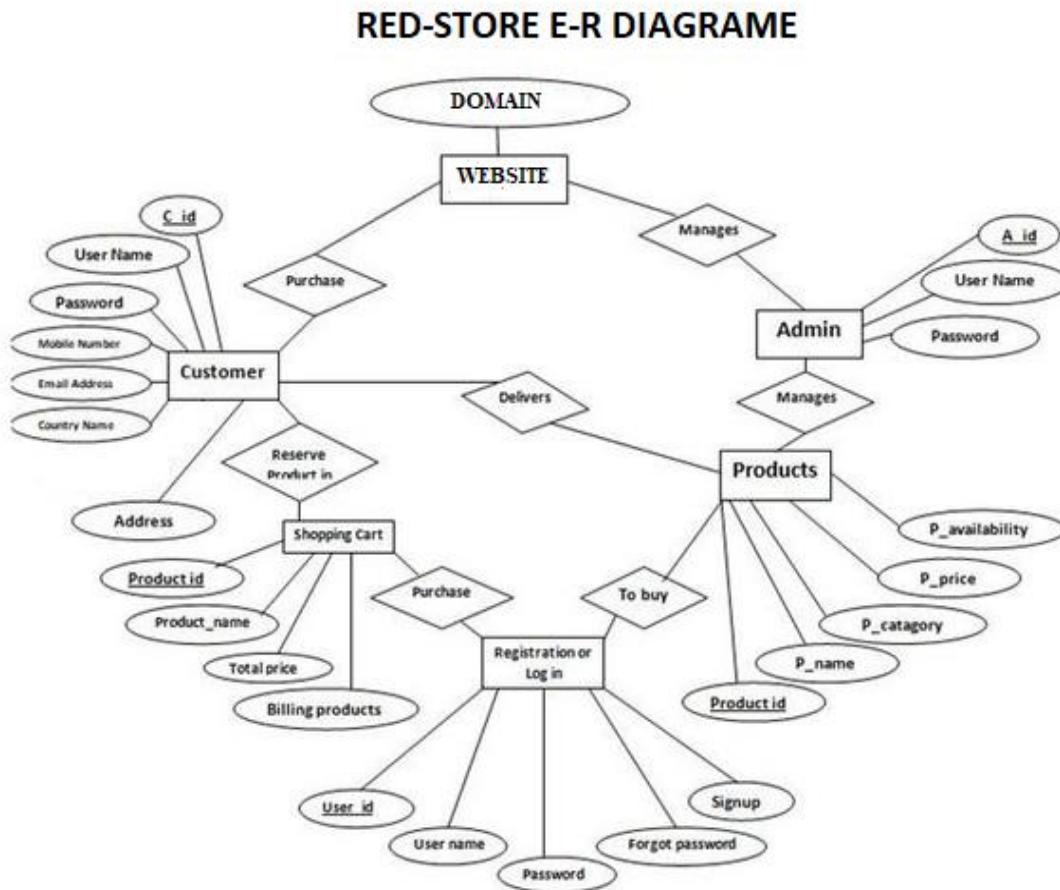 RED-STORE E-R DIAGRAME
DOMAIN
WEBSITE
C_id
User Name
Password
Mobile Number
Email Address
Country Name
Address
Customer
Purchase
Manages
A_id
User Name
Password
Admin
Delivers
Manages
Reserve
Product in
Products
Shopping Cart
Product id
Product_name
Total price
Billing products
Purchase
To buy
P_availability
P_price
P_catagory
P_name
Product id
Registration or
Log in
User_id
User name
Password
Forgot password
Signup